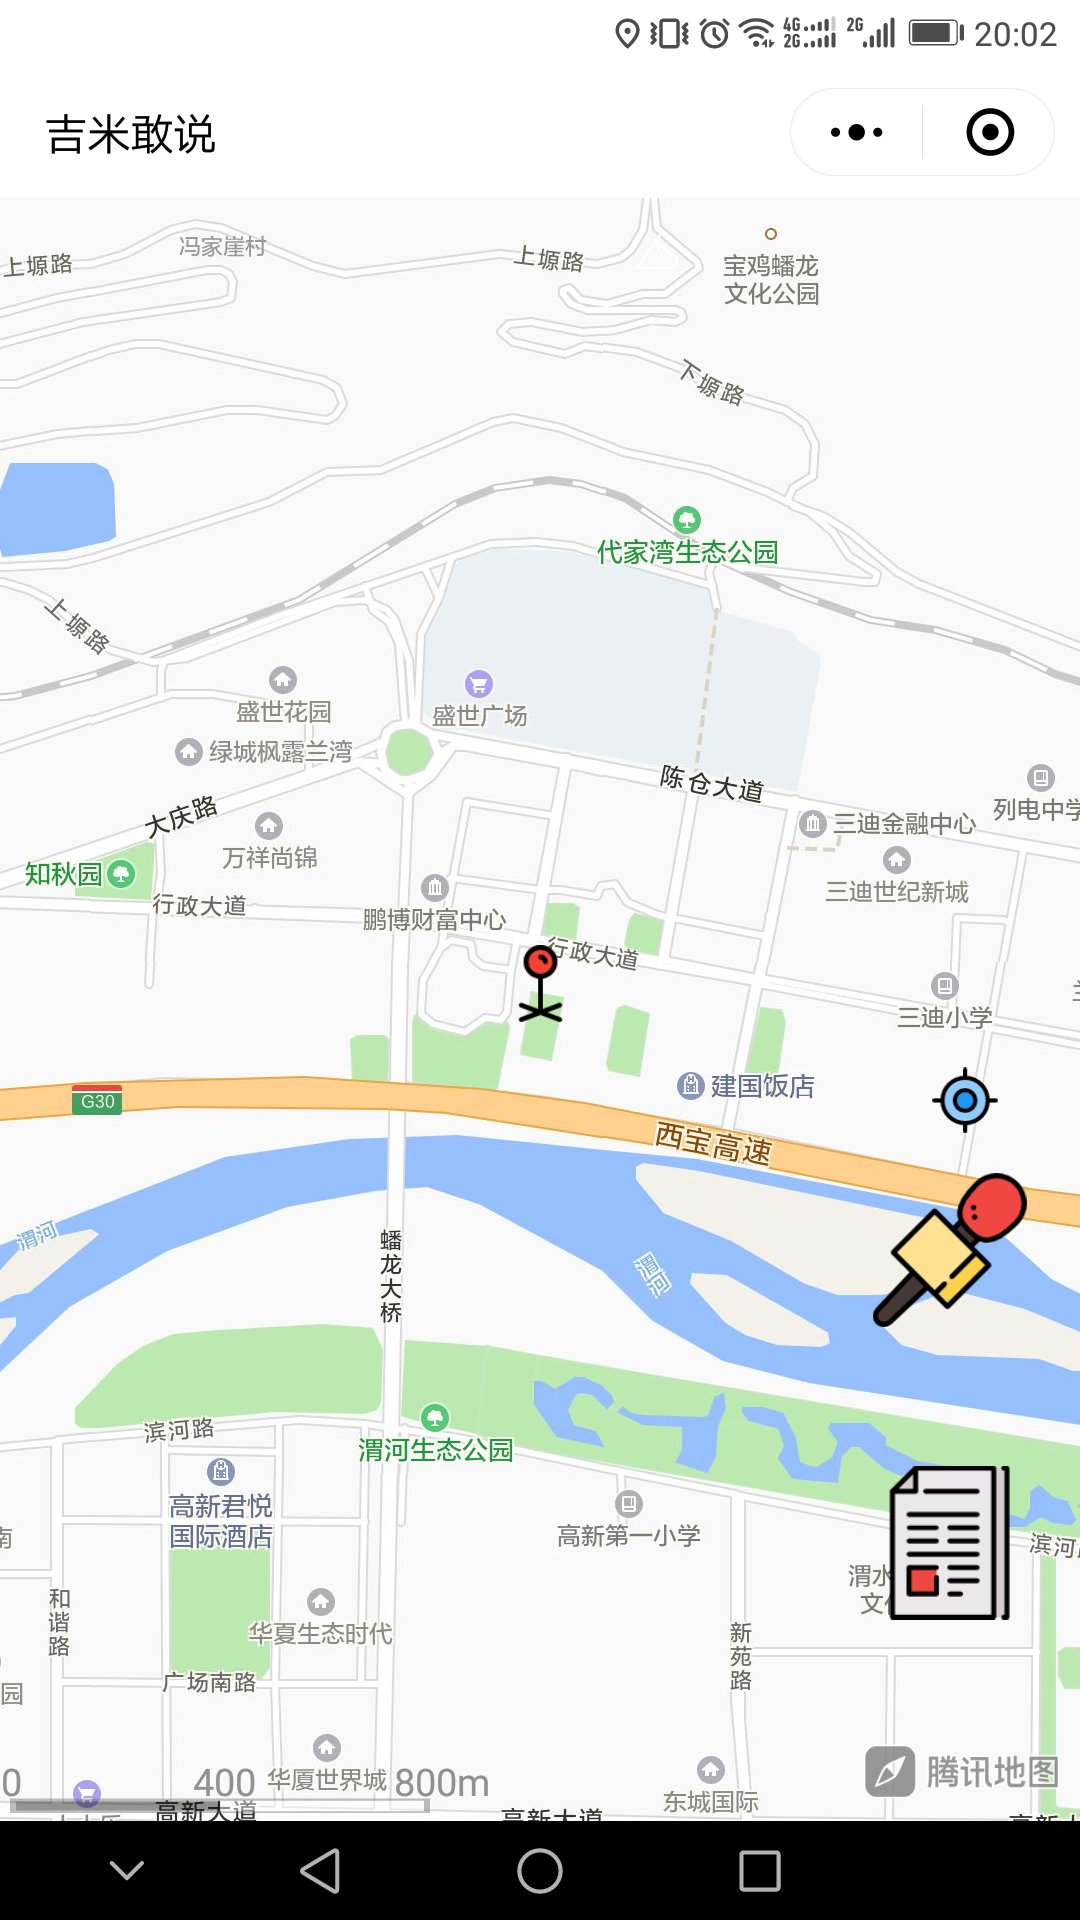 4G
2G
2G
20:02
吉米敢说
冯家崖村
上塬路
上塬路
宝鸡蟠龙
文化公园
下塬路
代家湾生态公园
上塬路
盛世花园
盛世广场
绿城枫露兰湾
陈仓大道
列电中学
大庆路
三迪金融中心
万祥尚锦
知秋园
三迪世纪新城
行政大道
鹏博财富中心
行政大道
三迪小学
建国饭店
G30
西宝高速
渭河
蟠龙大桥
渭河
滨河路
渭河生态公园
高新君悦
国际酒店
高新第一小学
南
滨河
渭水
文
和谐路
华夏生态时代
新苑路
广场南路
园
0
400
华厦世界城
800m
腾讯地图
东城国际
高新大道
高新大道
高新